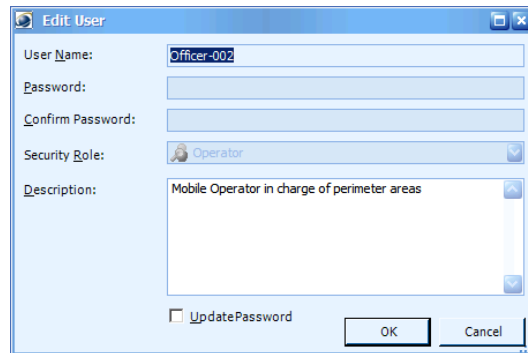 Edit User
User Name: Officer-002
Password:
Confirm Password:
Security Role: Operator
Description: Mobile Operator in charge of perimeter areas
UpdatePassword
OK Cancel